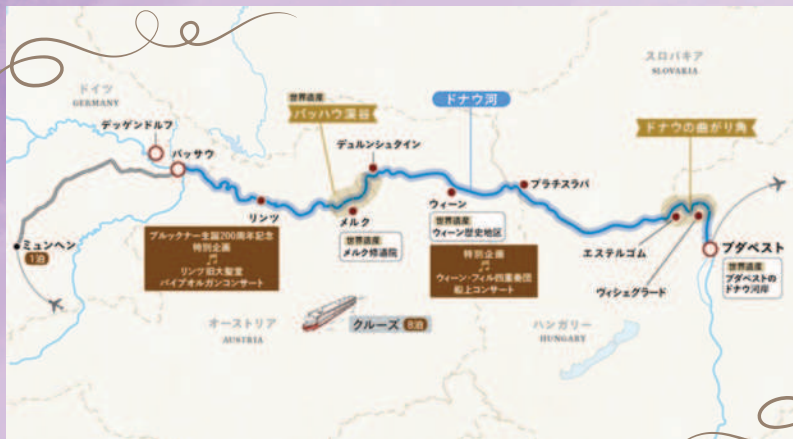 ドイツ
GERMANY
デッゲンドルフ
パッサウ
ミュンヘン
1泊
ブルックナー生誕200周年記念
特別企画
リンツ旧大聖堂
パイプオルガンコンサート
リンツ
世界遺産
バッハウ渓谷
デュルンシュタイン
メルク
世界遺産
メルク修道院
ドナウ河
ウィーン
世界遺産
ウィーン歴史地区
特別企画
ウィーン・フィル四重奏団
船上コンサート
ブラチスラバ
スロバキア
SLOVAKIA
ドナウの曲がり角
エステルゴム
ヴィシェグラード
ブダペスト
世界遺産
ブダペストの
ドナウ河岸
オーストリア
AUSTRIA
クルーズ 8泊
ハンガリー
HUNGARY